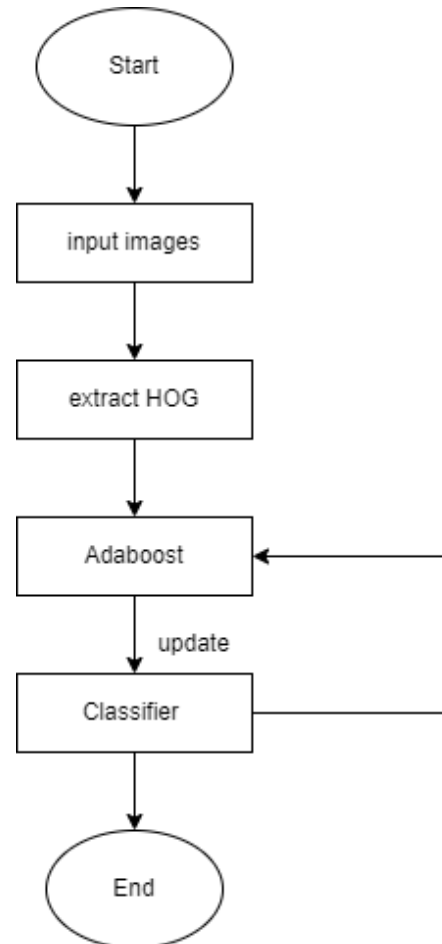 Start
input images
extract HOG
Adaboost
update
Classifier
End